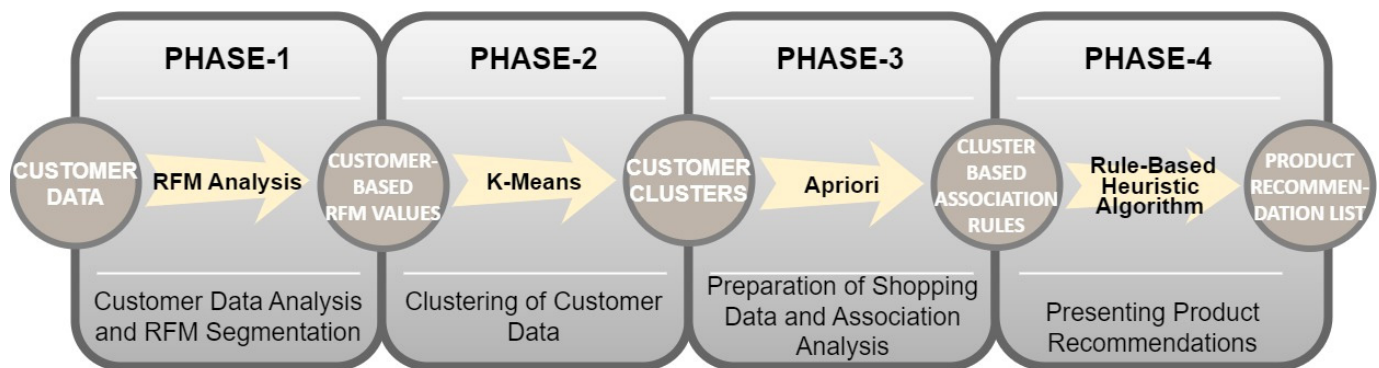 PHASE-1
PHASE-2
PHASE-3
PHASE-4
CUSTOMER
DATA
RFM Analysis
CUSTOMER-
BASED
RFM VALUES
K-Means
CUSTOMER
CLUSTERS
Apriori
CLUSTER
BASED
ASSOCIATION
RULES
Rule-Based
Heuristic
Algorithm
PRODUCT
RECOMMEN-
DATION LIST
Customer Data Analysis
and RFM Segmentation
Clustering of Customer
Data
Preparation of Shopping
Data and Association
Analysis
Presenting Product
Recommendations